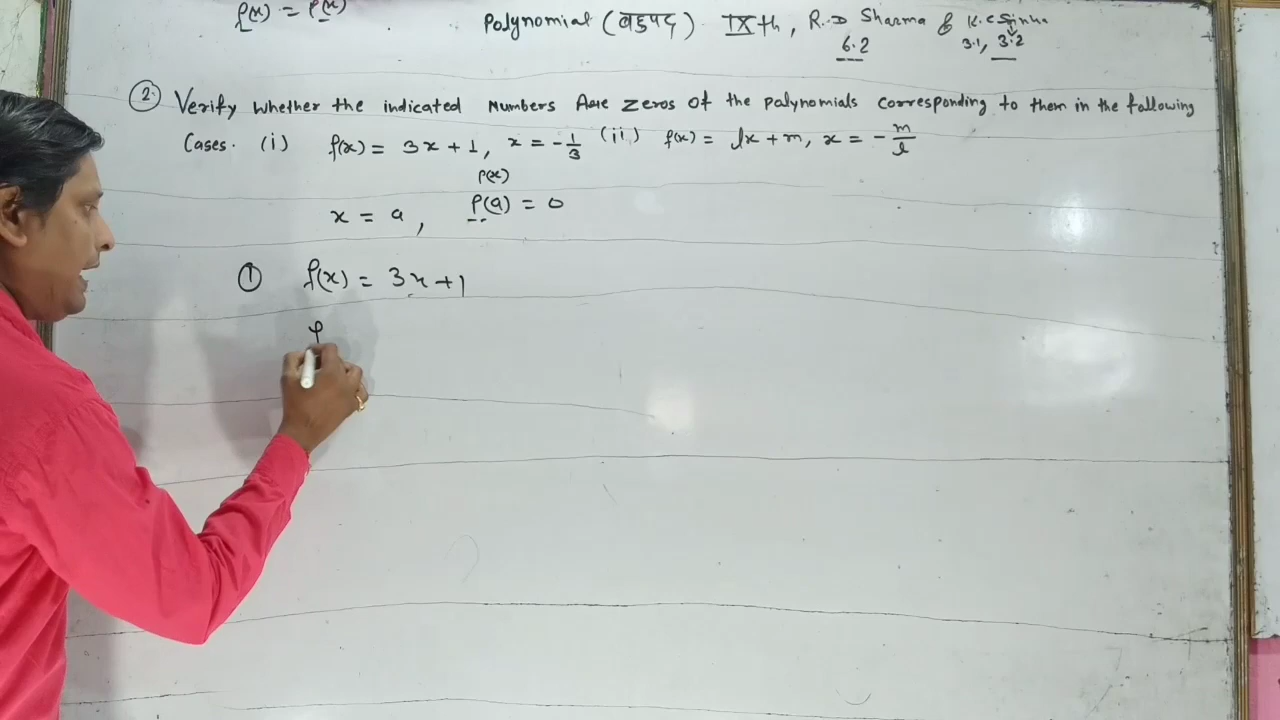 f(x) = p(x)
Polynomial (बहुपद) IXth, R.D Sharma & K.C Sinha
6.2 3.1, 3.2
② Verify whether the indicated Numbers Are zeros of the palynomials corresponding to them in the following
Cases. (i) f(x) = 3x + 1, x = -1/3 (ii) f(x) = lx + m, x = -m/l
p(x)
x = a, p(a) = 0
① f(x) = 3x + 1